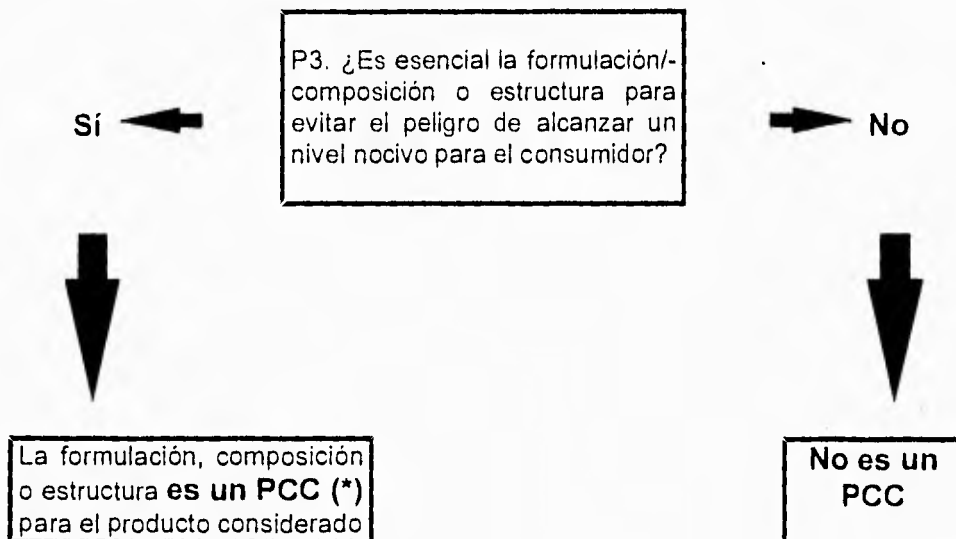 P3. ¿Es esencial la formulación/-
composición o estructura para
evitar el peligro de alcanzar un
nivel nocivo para el consumidor?
Sí
No
La formulación, composición
o estructura es un PCC (*)
para el producto considerado
No es un
PCC